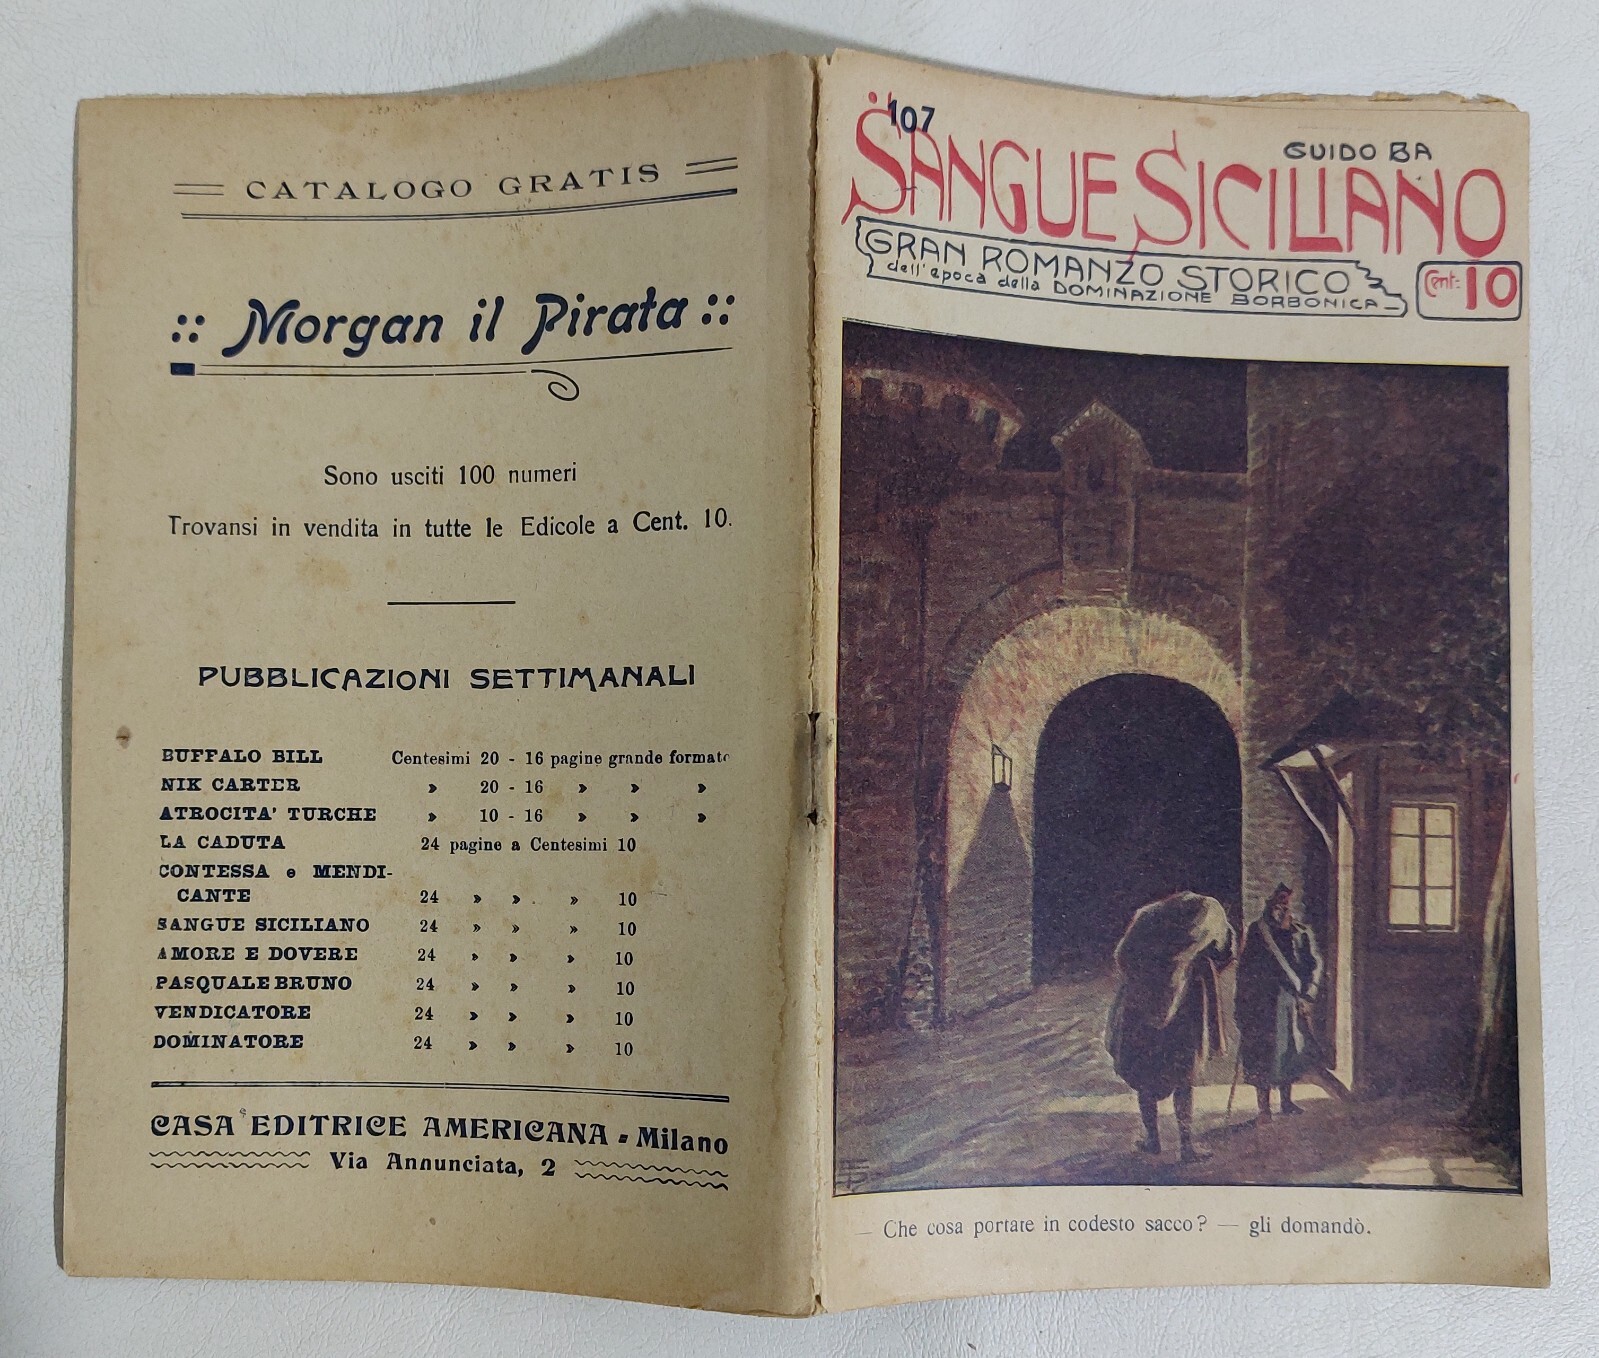 CATALOGO GRATIS
:: Morgan il Pirata ::
Sono usciti 100 numeri
Trovansi in vendita in tutte le Edicole a Cent. 10.
PUBBLICAZIONI SETTIMANALI
BUFFALO BILL Centesimi 20 - 16 pagine grande formato
NIK CARTER » 20 - 16 » » »
ATROCITA' TURCHE » 10 - 16 » » »
LA CADUTA 24 pagine a Centesimi 10
CONTESSA e MENDI-
CANTE 24 » » » 10
SANGUE SICILIANO 24 » » » 10
AMORE E DOVERE 24 » » » 10
PASQUALE BRUNO 24 » » » 10
VENDICATORE 24 » » » 10
DOMINATORE 24 » » » 10
CASA EDITRICE AMERICANA - Milano
Via Annunciata, 2
107
GUIDO BA
SANGUE SICILIANO
GRAN ROMANZO STORICO
dell'epoca della DOMINAZIONE BORBONICA
Cent: 10
— Che cosa portate in codesto sacco? — gli domandò.